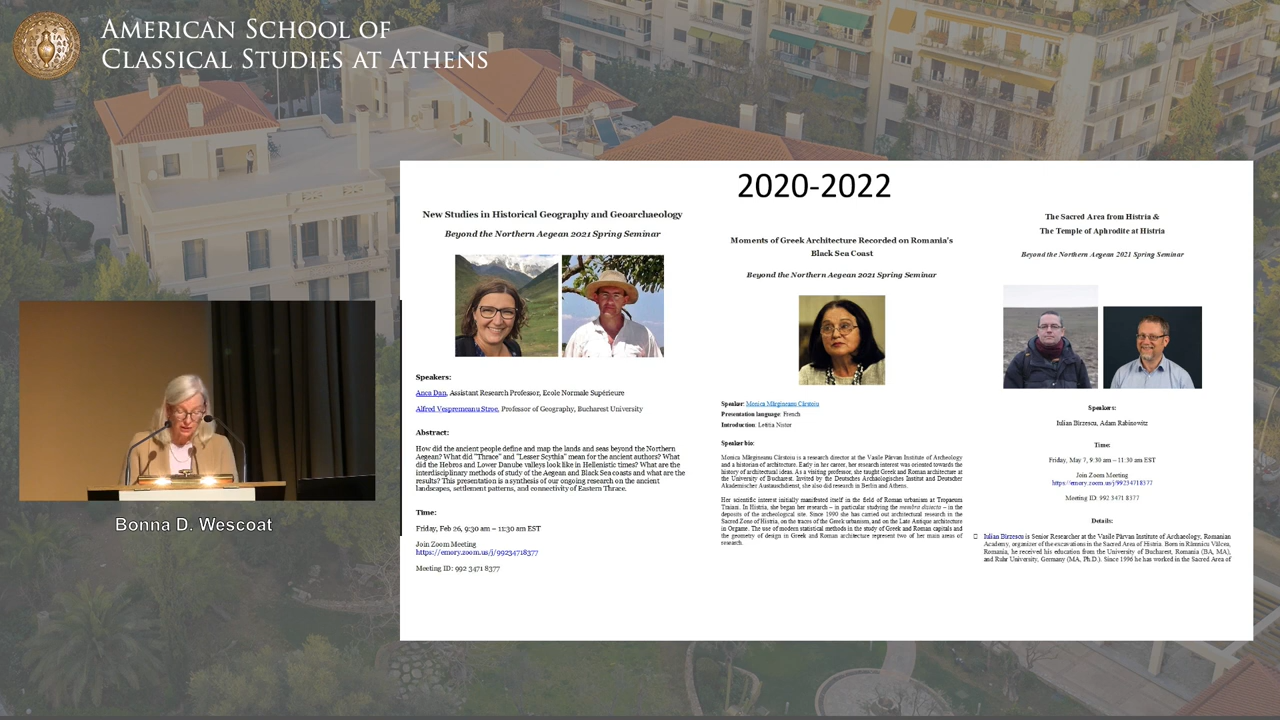 AMERICAN SCHOOL OF
CLASSICAL STUDIES AT ATHENS
2020-2022
New Studies in Historical Geography and Geoarchaeology
Beyond the Northern Aegean 2021 Spring Seminar
Speakers:
Anca Dan, Assistant Research Professor, Ecole Normale Supérieure
Alfred Vespremeanu Stroe, Professor of Geography, Bucharest University
Abstract:
How did the ancient people define and map the lands and seas beyond the Northern
Aegean? What did "Thrace" and "Lesser Scythia" mean for the ancient authors? What
did the Hebros and Lower Danube valleys look like in Hellenistic times? What are the
interdisciplinary methods of study of the Aegean and Black Sea coasts and what are the
results? This presentation is a synthesis of our ongoing research on the ancient
landscapes, settlement patterns, and connectivity of Eastern Thrace.
Time:
Friday, Feb 26, 9:30 am – 11:30 am EST
Join Zoom Meeting
https://emory.zoom.us/j/99234718377
Meeting ID: 992 3471 8377
Moments of Greek Architecture Recorded on Romania's
Black Sea Coast
Beyond the Northern Aegean 2021 Spring Seminar
Speaker: Monica Mărgineanu Cârstoiu
Presentation language: French
Introduction: Letitia Nistor
Speaker bio:
Monica Mărgineanu Cârstoiu is a research director at the Vasile Pârvan Institute of Archeology
and a historian of architecture. Early in her career, her research interest was oriented towards the
history of architectural ideas. As a visiting professor, she taught Greek and Roman architecture at
the University of Bucharest. Invited by the Deutsches Archäologisches Institut and Deutscher
Akademischer Austauschdienst, she also did research in Berlin and Athens.
Her scientific interest initially manifested itself in the field of Roman urbanism at Tropaeum
Traiani. In Histria, she began her research – in particular studying the membra disiecta – in the
deposits of the archeological site. Since 1990 she has carried out architectural research in the
Sacred Zone of Histria, on the traces of the Greek urbanism, and on the Late Antique architecture
in Orgame. The use of modern statistical methods in the study of Greek and Roman capitals and
the geometry of design in Greek and Roman architecture represent two of her main areas of
research.
The Sacred Area from Histria &
The Temple of Aphrodite at Histria
Beyond the Northern Aegean 2021 Spring Seminar
Speakers:
Iulian Bîrzescu, Adam Rabinowitz
Time:
Friday, May 7, 9:30 am – 11:30 am EST
Join Zoom Meeting
https://emory.zoom.us/j/99234718377
Meeting ID: 992 3471 8377
Details:
Iulian Bîrzescu is Senior Researcher at the Vasile Pârvan Institute of Archaeology, Romanian
Academy, organizer of the excavations in the Sacred Area of Histria. Born in Râmnicu Vâlcea,
Romania, he received his education from the University of Bucharest, Romania (BA, MA),
and Ruhr University, Germany (MA, Ph.D.). Since 1996 he has worked in the Sacred Area of
Bonna D. Wescoat